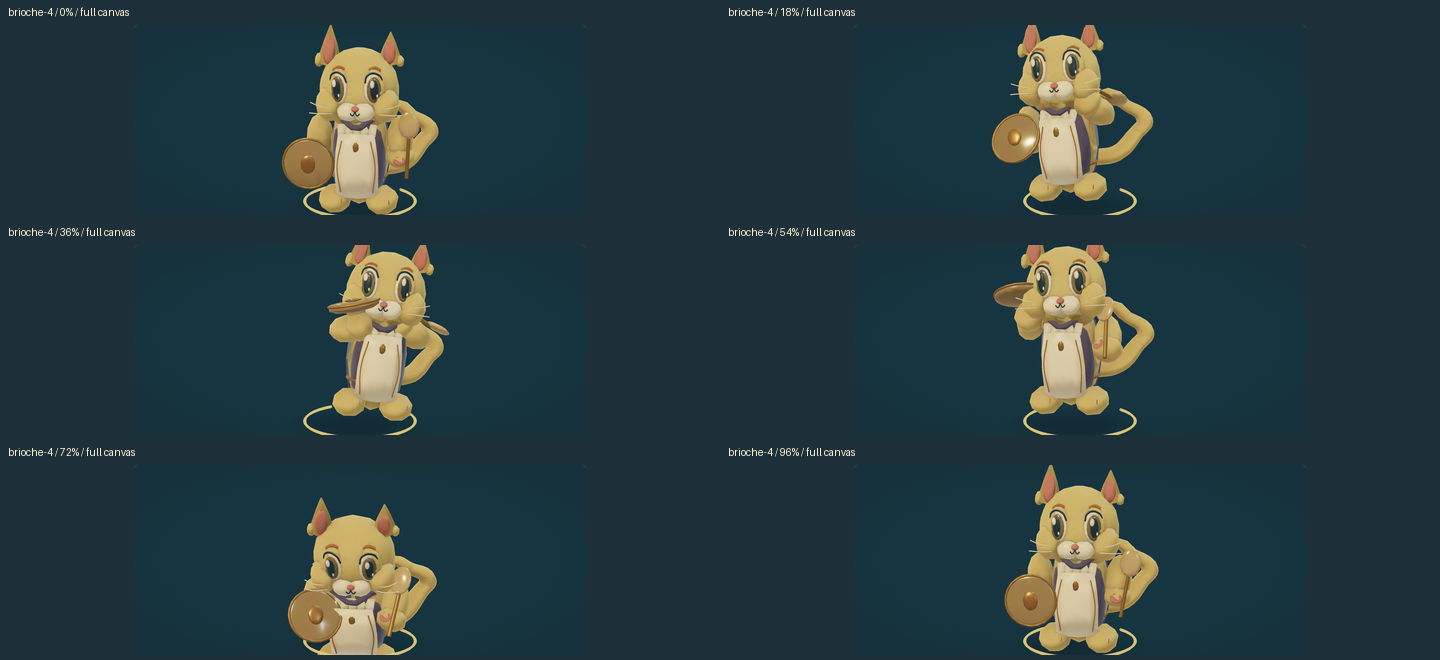 brioche-4 / 0% / full canvas
brioche-4 / 18% / full canvas
brioche-4 / 36% / full canvas
brioche-4 / 54% / full canvas
brioche-4 / 72% / full canvas
brioche-4 / 96% / full canvas